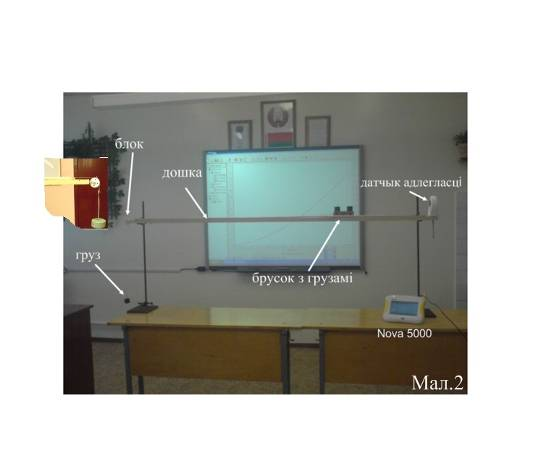 блок
дошка
датчык адлегласці
груз
брусок з грузамі
Nova 5000
Мал.2